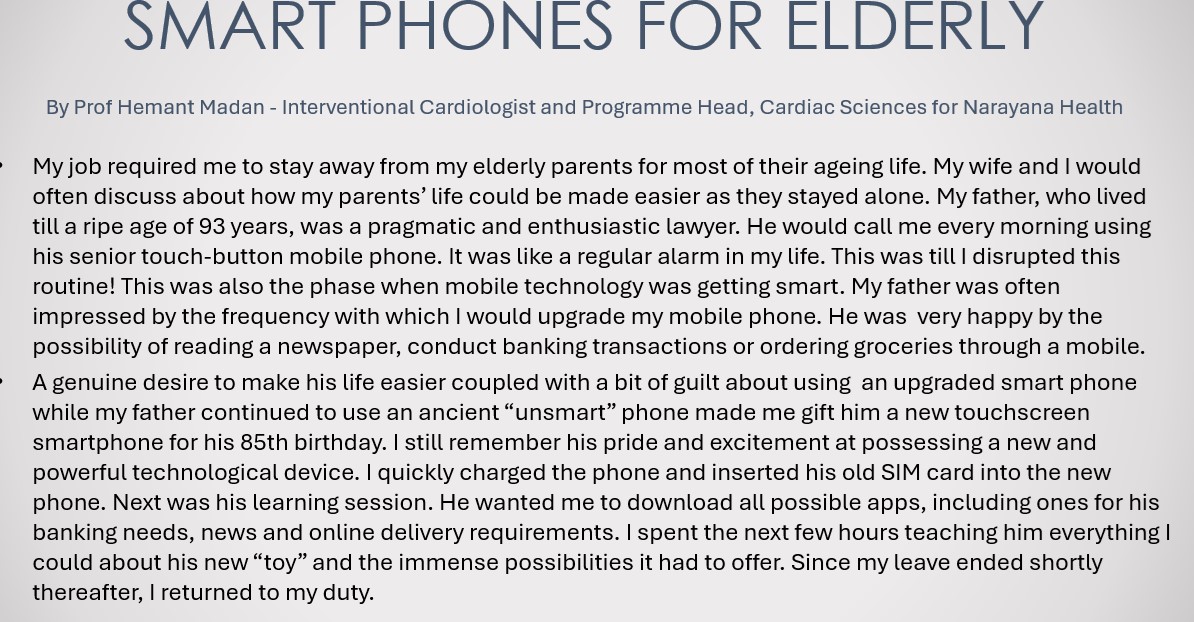 SMART PHONES FOR ELDERLY
By Prof Hemant Madan - Interventional Cardiologist and Programme Head, Cardiac Sciences for Narayana Health
• My job required me to stay away from my elderly parents for most of their ageing life. My wife and I would
often discuss about how my parents’ life could be made easier as they stayed alone. My father, who lived
till a ripe age of 93 years, was a pragmatic and enthusiastic lawyer. He would call me every morning using
his senior touch-button mobile phone. It was like a regular alarm in my life. This was till I disrupted this
routine! This was also the phase when mobile technology was getting smart. My father was often
impressed by the frequency with which I would upgrade my mobile phone. He was  very happy by the
possibility of reading a newspaper, conduct banking transactions or ordering groceries through a mobile.
• A genuine desire to make his life easier coupled with a bit of guilt about using  an upgraded smart phone
while my father continued to use an ancient “unsmart” phone made me gift him a new touchscreen
smartphone for his 85th birthday. I still remember his pride and excitement at possessing a new and
powerful technological device. I quickly charged the phone and inserted his old SIM card into the new
phone. Next was his learning session. He wanted me to download all possible apps, including ones for his
banking needs, news and online delivery requirements. I spent the next few hours teaching him everything I
could about his new “toy” and the immense possibilities it had to offer. Since my leave ended shortly
thereafter, I returned to my duty.